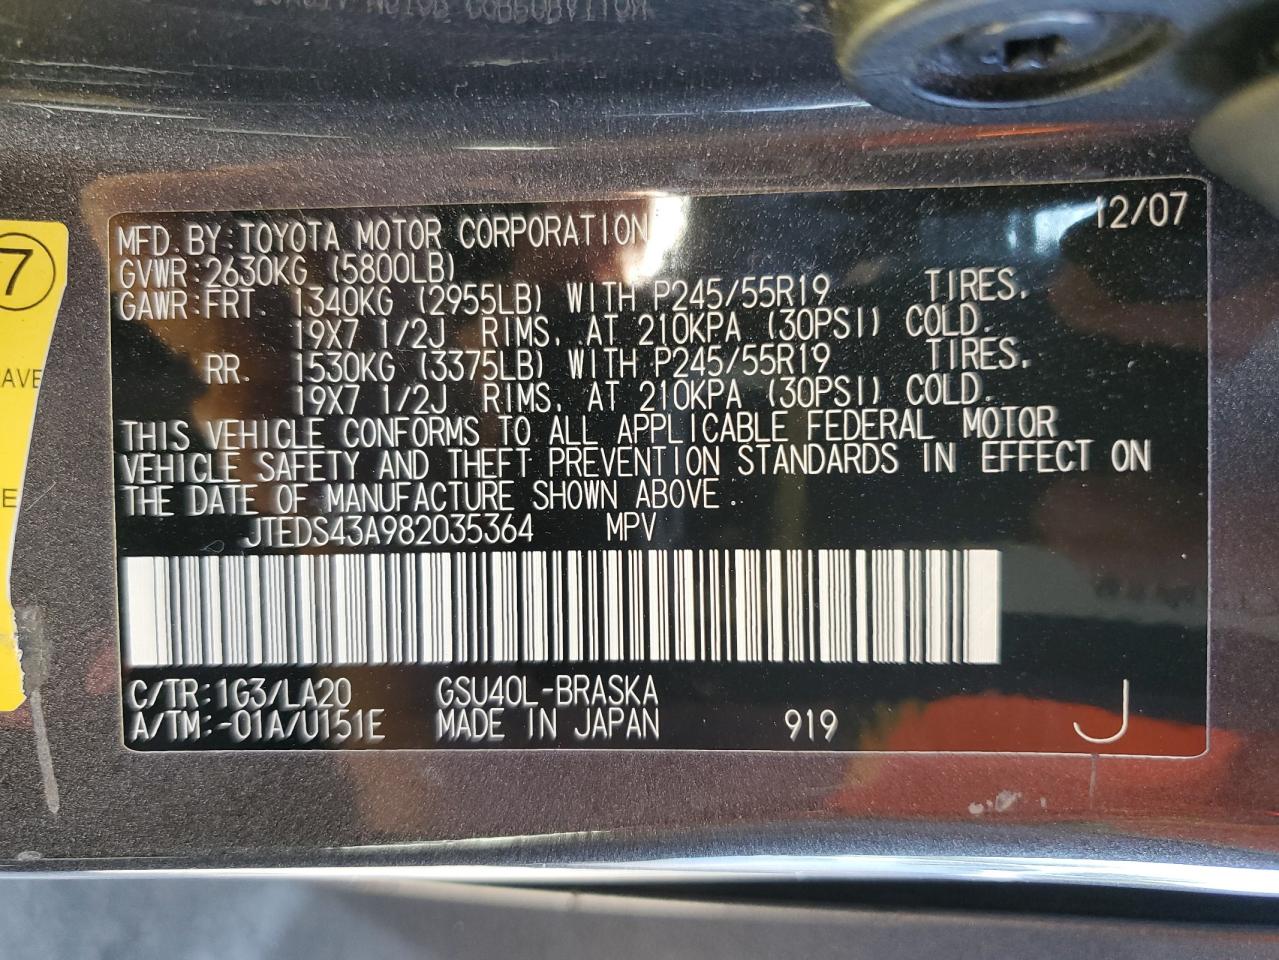 12/07
MFD. BY: TOYOTA MOTOR CORPORATION
GVWR: 2630KG (5800LB)
GAWR: FRT. 1340KG (2955LB) WITH P245/55R19 TIRES,
19X7 1/2J RIMS, AT 210KPA (30PSI) COLD.
RR. 1530KG (3375LB) WITH P245/55R19 TIRES,
19X7 1/2J RIMS, AT 210KPA (30PSI) COLD.
THIS VEHICLE CONFORMS TO ALL APPLICABLE FEDERAL MOTOR
VEHICLE SAFETY AND THEFT PREVENTION STANDARDS IN EFFECT ON
THE DATE OF MANUFACTURE SHOWN ABOVE.
JTEDS43A982035364 MPV
C/TR: 1G3/LA20 GSU40L-BRASKA
A/TM: -01A/U151E MADE IN JAPAN 919 J
7